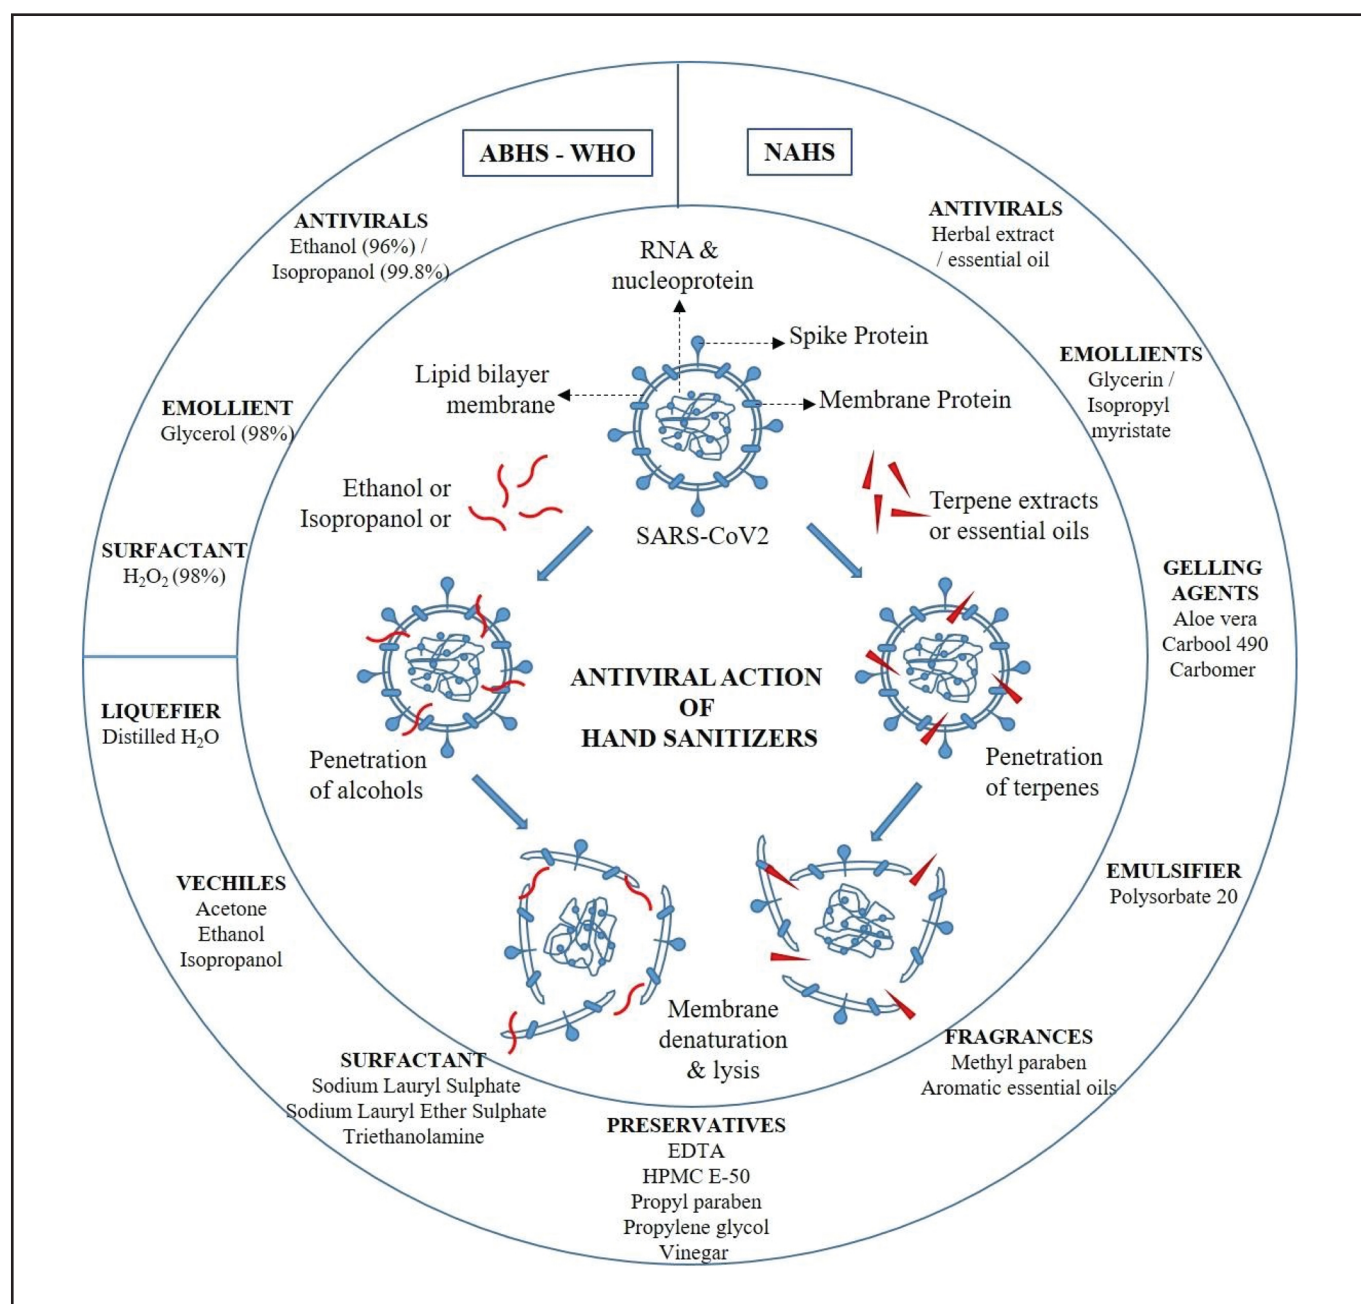 ABHS - WHO
NAHS
ANTIVIRALS
Ethanol (96%) /
Isopropanol (99.8%)
EMOLLIENT
Glycerol (98%)
SURFACTANT
H₂O₂ (98%)
LIQUEFIER
Distilled H₂O
VECHILES
Acetone
Ethanol
Isopropanol
SURFACTANT
Sodium Lauryl Sulphate
Sodium Lauryl Ether Sulphate
Triethanolamine
PRESERVATIVES
EDTA
HPMC E-50
Propyl paraben
Propylene glycol
Vinegar
ANTIVIRALS
Herbal extract
/ essential oil
EMOLLIENTS
Glycerin /
Isopropyl
myristate
GELLING
AGENTS
Aloe vera
Carbool 490
Carbomer
EMULSIFIER
Polysorbate 20
FRAGRANCES
Methyl paraben
Aromatic essential oils
RNA &
nucleoprotein
Spike Protein
Lipid bilayer
membrane
Membrane Protein
Ethanol or
Isopropanol or
SARS-CoV2
Terpene extracts
or essential oils
ANTIVIRAL ACTION
OF
HAND SANITIZERS
Penetration
of alcohols
Penetration
of terpenes
Membrane
denaturation
& lysis